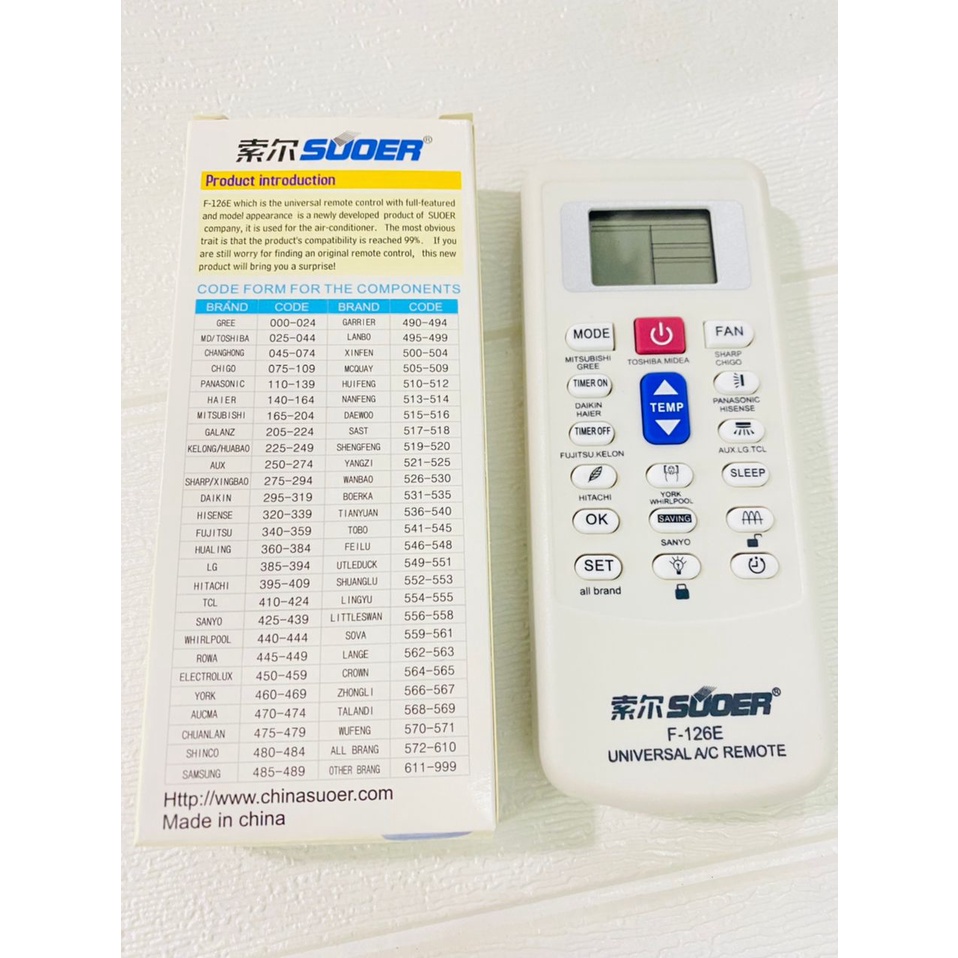 索尔SUOER®
Product introduction
F-126E which is the universal remote control with full-featured
and model appearance is a newly developed product of SUOER
company, it is used for the air-conditioner. The most obvious
trait is that the product's compatibility is reached 99%. If you
are still worry for finding an original remote control, this new
product will bring you a surprise!
CODE FORM FOR THE COMPONENTS
BRAND CODE BRAND CODE
GREE 000-024 GARRIER 490-494
MD/TOSHIBA 025-044 LANBO 495-499
CHANGHONG 045-074 XINFEN 500-504
CHIGO 075-109 MCQUAY 505-509
PANASONIC 110-139 HUIFENG 510-512
HAIER 140-164 NANFENG 513-514
MITSUBISHI 165-204 DAEWOO 515-516
GALANZ 205-224 SAST 517-518
KELONG/HUABAO 225-249 SHENGFENG 519-520
AUX 250-274 YANGZI 521-525
SHARP/XINGBAO 275-294 WANBAO 526-530
DAIKIN 295-319 BOERKA 531-535
HISENSE 320-339 TIANYUAN 536-540
FUJITSU 340-359 TOBO 541-545
HUALING 360-384 FEILU 546-548
LG 385-394 UTLEDUCK 549-551
HITACHI 395-409 SHUANGLU 552-553
TCL 410-424 LINGYU 554-555
SANYO 425-439 LITTLESWAN 556-558
WHIRLPOOL 440-444 SOVA 559-561
ROWA 445-449 LANGE 562-563
ELECTROLUX 450-459 CROWN 564-565
YORK 460-469 ZHONGLI 566-567
AUCMA 470-474 TALANDI 568-569
CHUANLAN 475-479 WUFENG 570-571
SHINCO 480-484 ALL BRANG 572-610
SAMSUNG 485-489 OTHER BRANG 611-999
Http://www.chinasuoer.com
Made in china
MODE FAN
MITSUBISHI GREE TOSHIBA MIDEA SHARP CHIGO
TIMER ON TEMP
DAIKIN HAIER PANASONIC HISENSE
TIMER OFF
FUJITSU.KELON AUX.LG.TCL
SLEEP
HITACHI YORK WHIRLPOOL
OK SAVING
SANYO
SET
all brand
索尔SUOER®
F-126E
UNIVERSAL A/C REMOTE